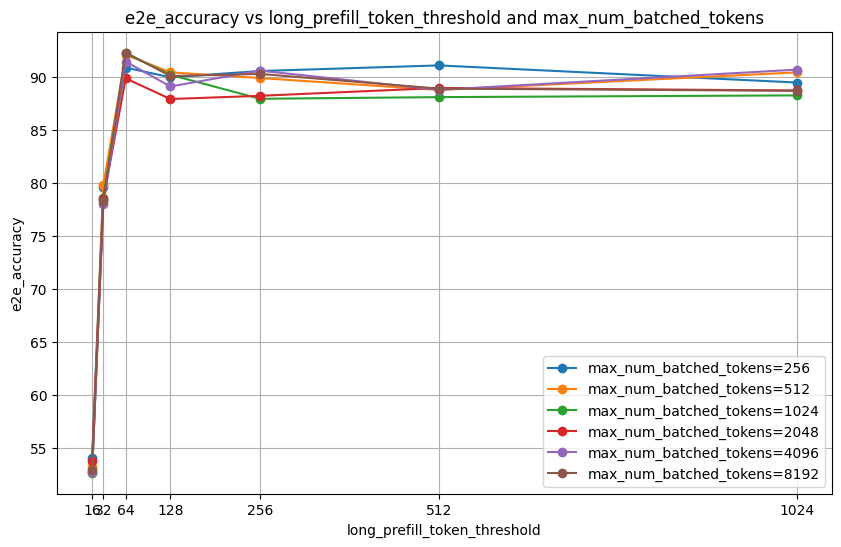 e2e_accuracy vs long_prefill_token_threshold and max_num_batched_tokens
e2e_accuracy
90
85
80
75
70
65
60
55
16 32 64 128 256 512 1024
long_prefill_token_threshold
max_num_batched_tokens=256
max_num_batched_tokens=512
max_num_batched_tokens=1024
max_num_batched_tokens=2048
max_num_batched_tokens=4096
max_num_batched_tokens=8192